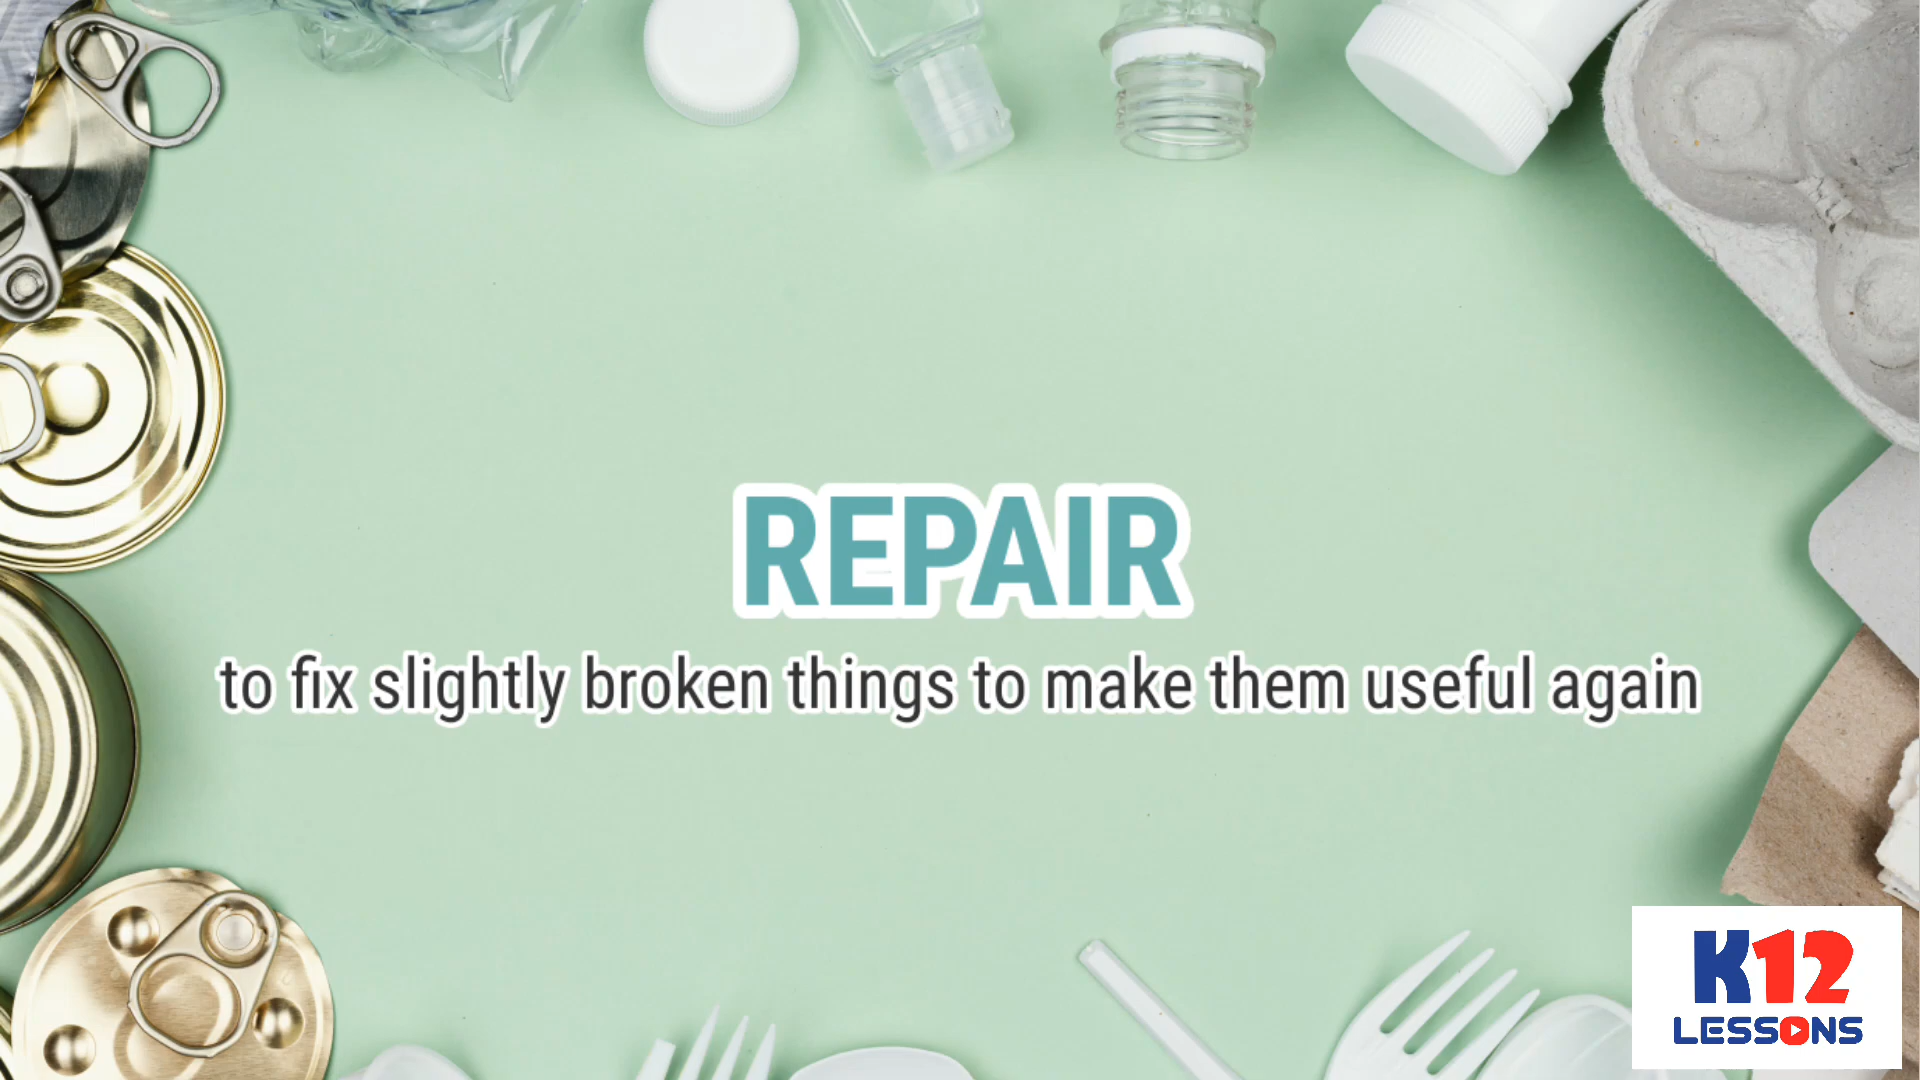 REPAIR
to fix slightly broken things to make them useful again
K12
LESSONS